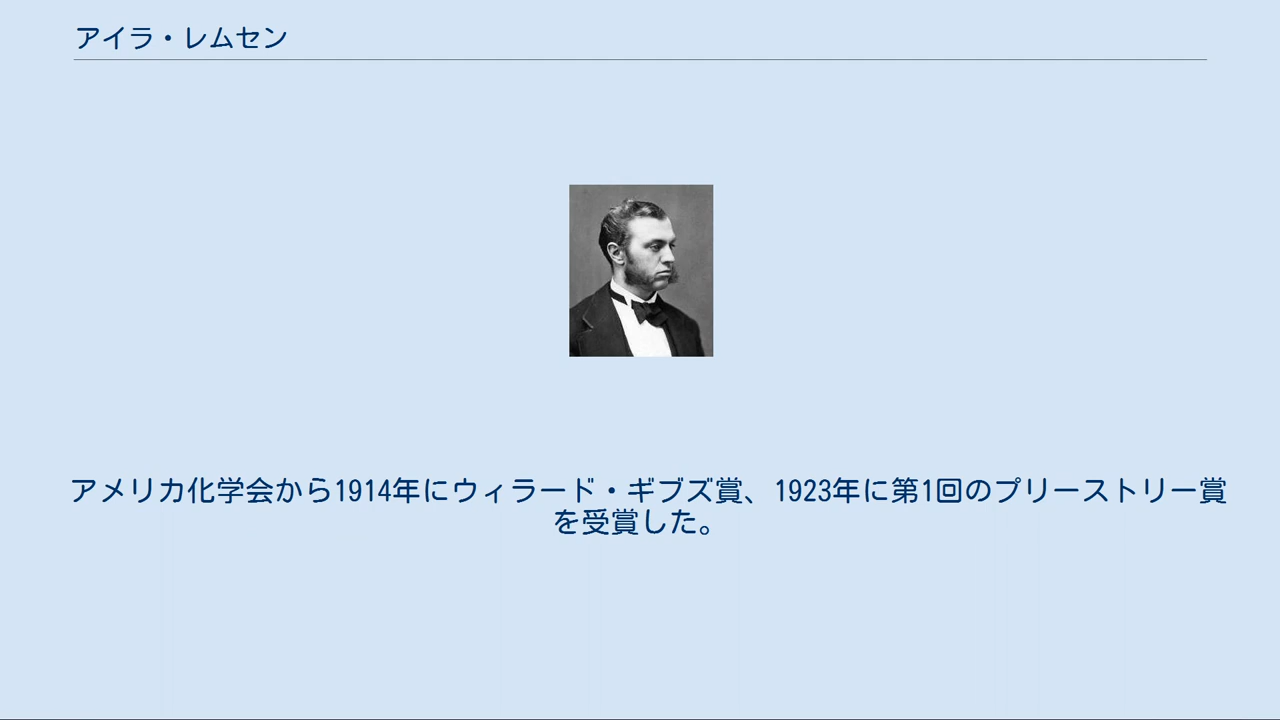 アイラ・レムセン
アメリカ化学会から1914年にウィラード・ギブズ賞、1923年に第1回のプリーストリー賞
を受賞した。